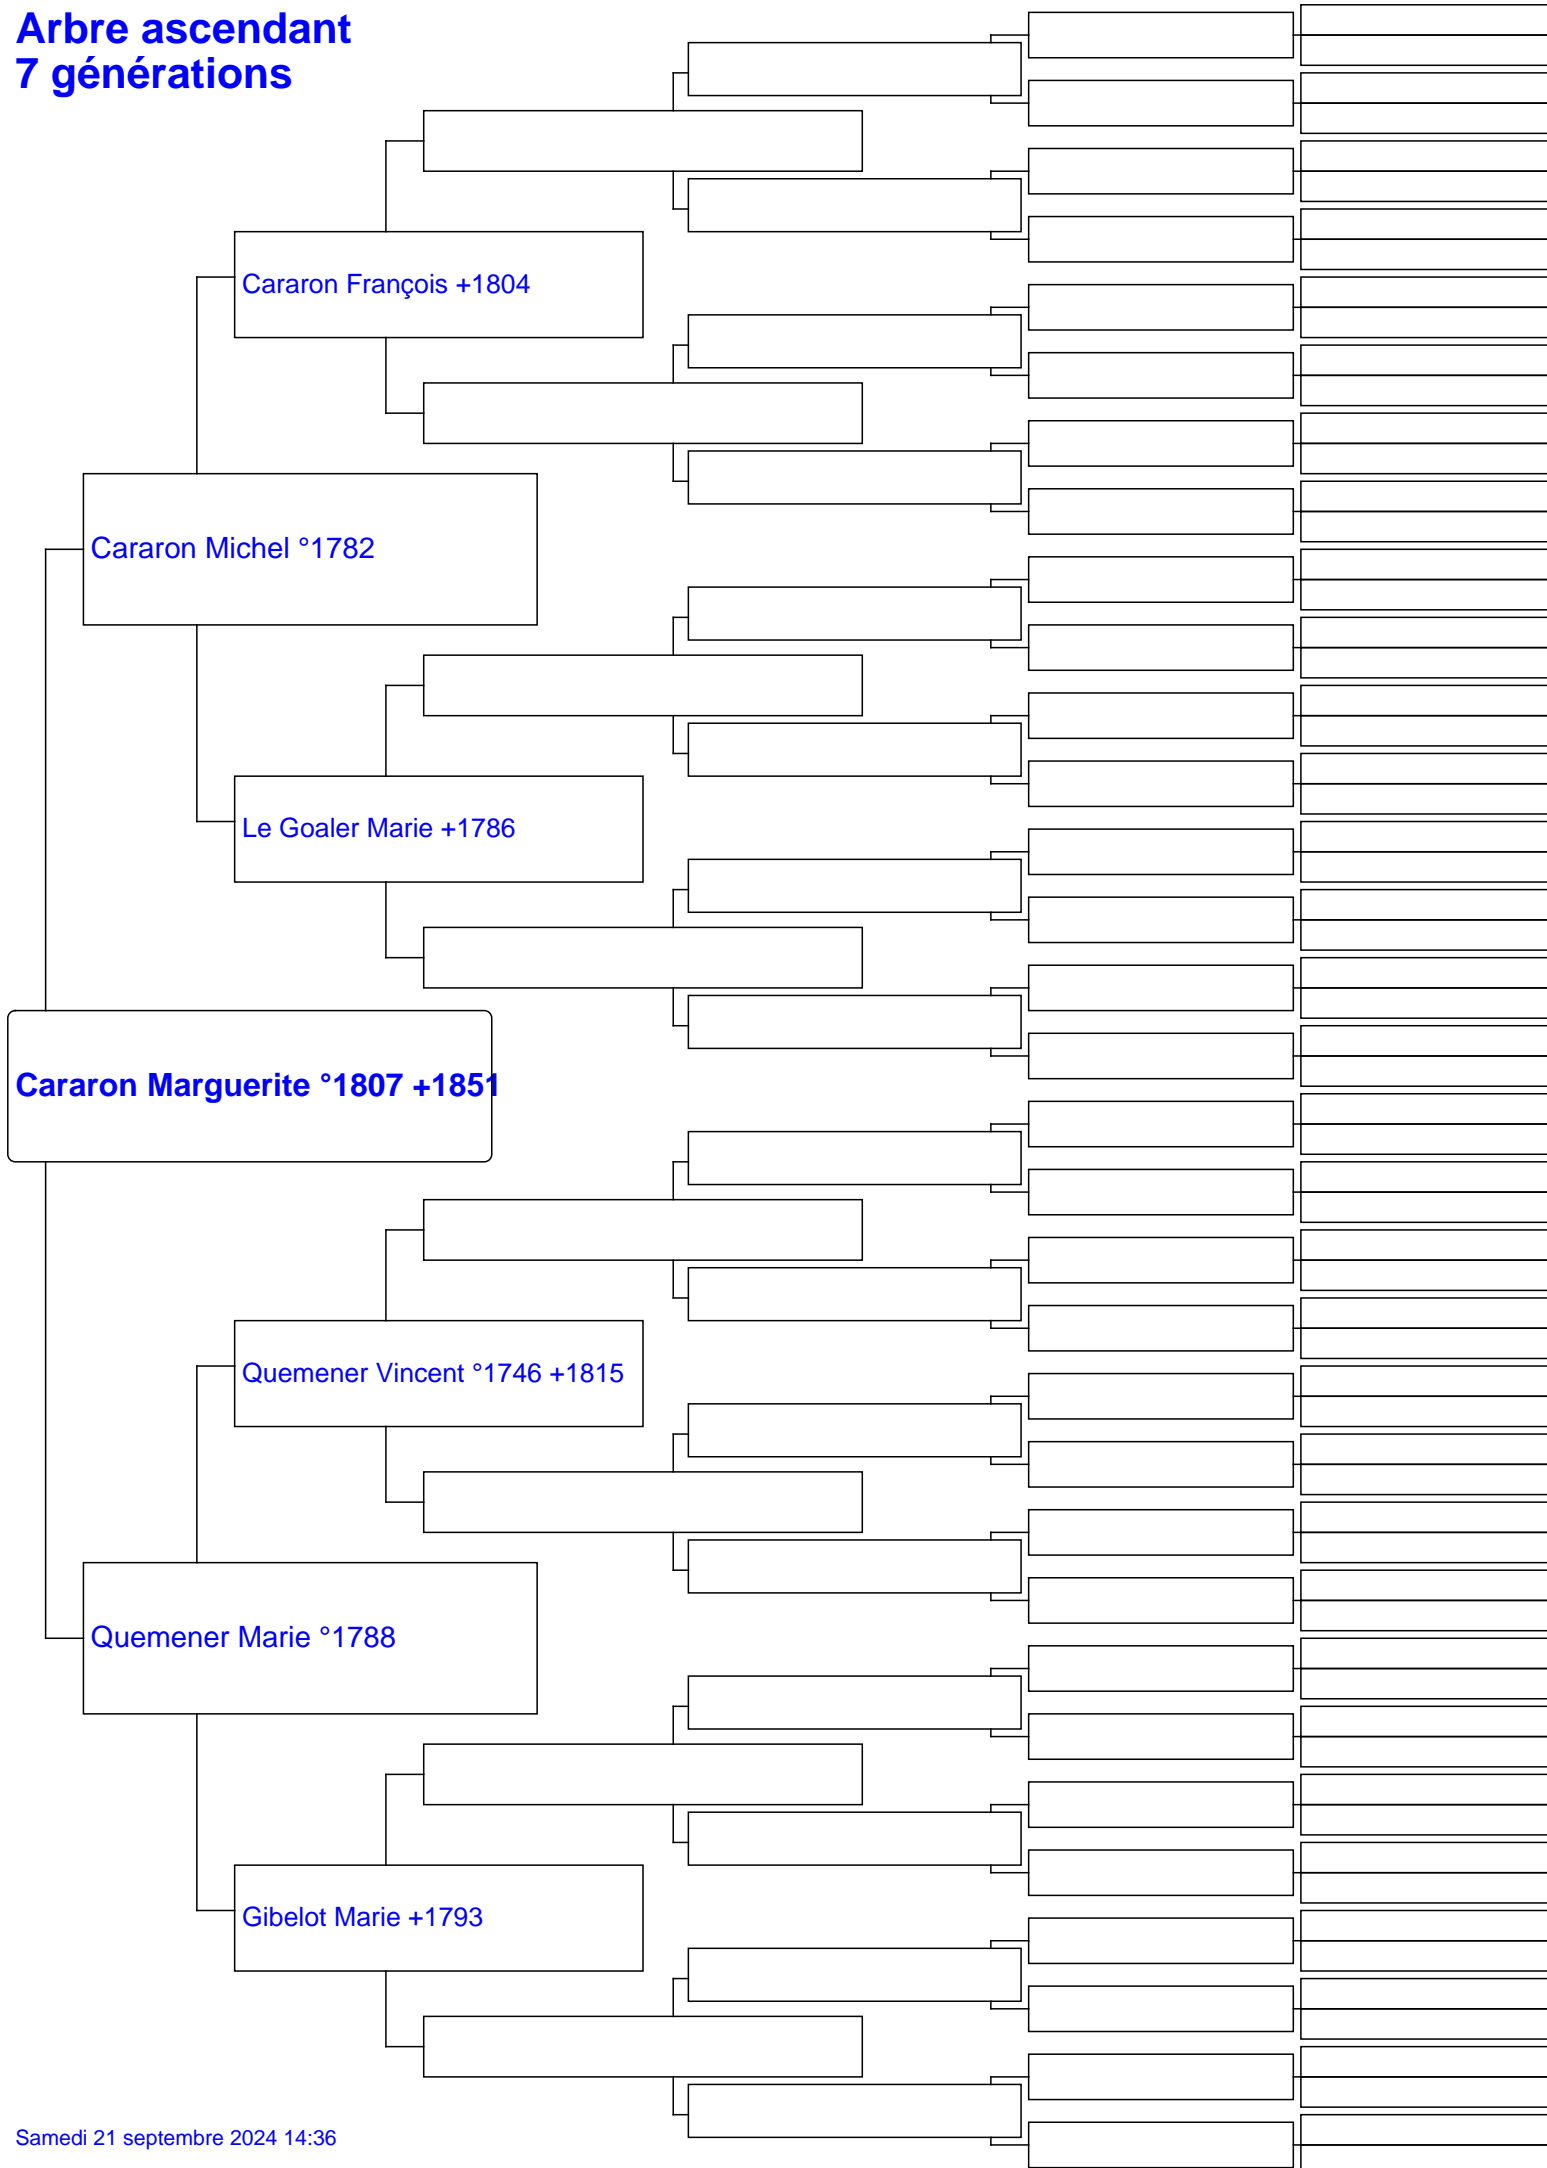 Arbre ascendant
7 générations
Cararon François +1804
Cararon Michel °1782
Le Goaler Marie +1786
Cararon Marguerite °1807 +1851
Quemener Vincent °1746 +1815
Quemener Marie °1788
Gibelot Marie +1793
Samedi 21 septembre 2024 14:36